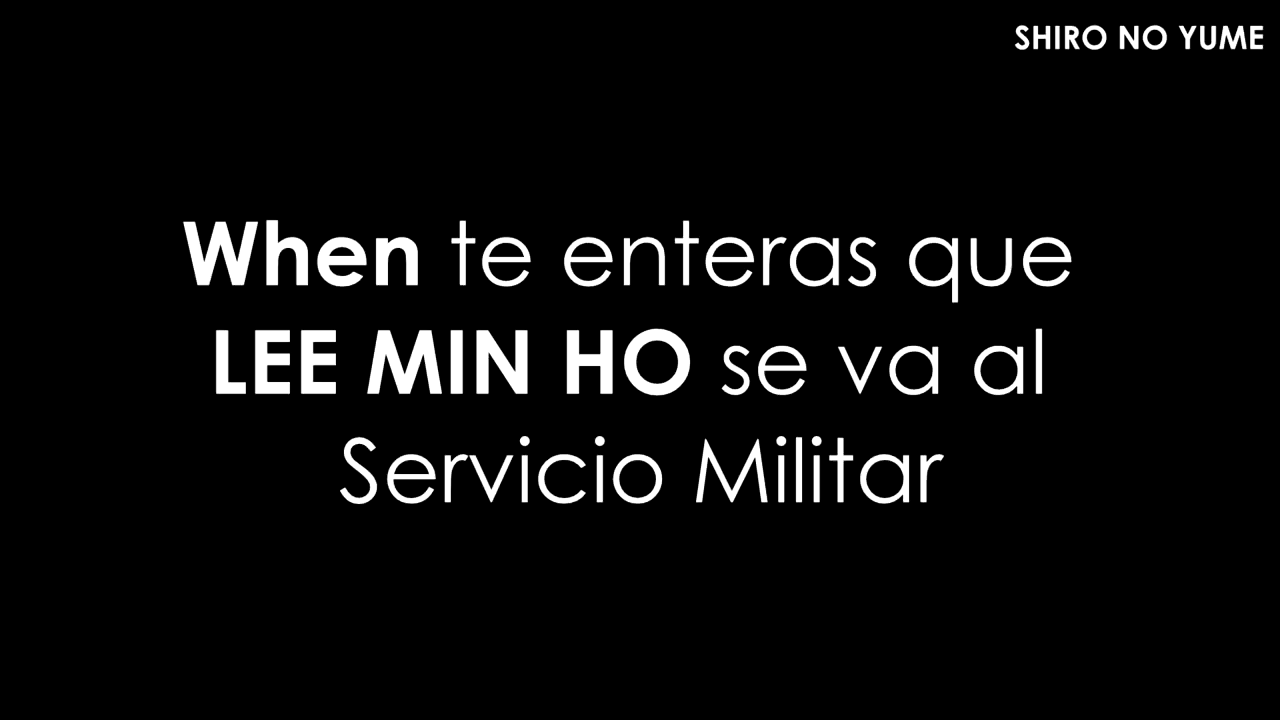 SHIRO NO YUME
When te enteras que
LEE MIN HO se va al
Servicio Militar